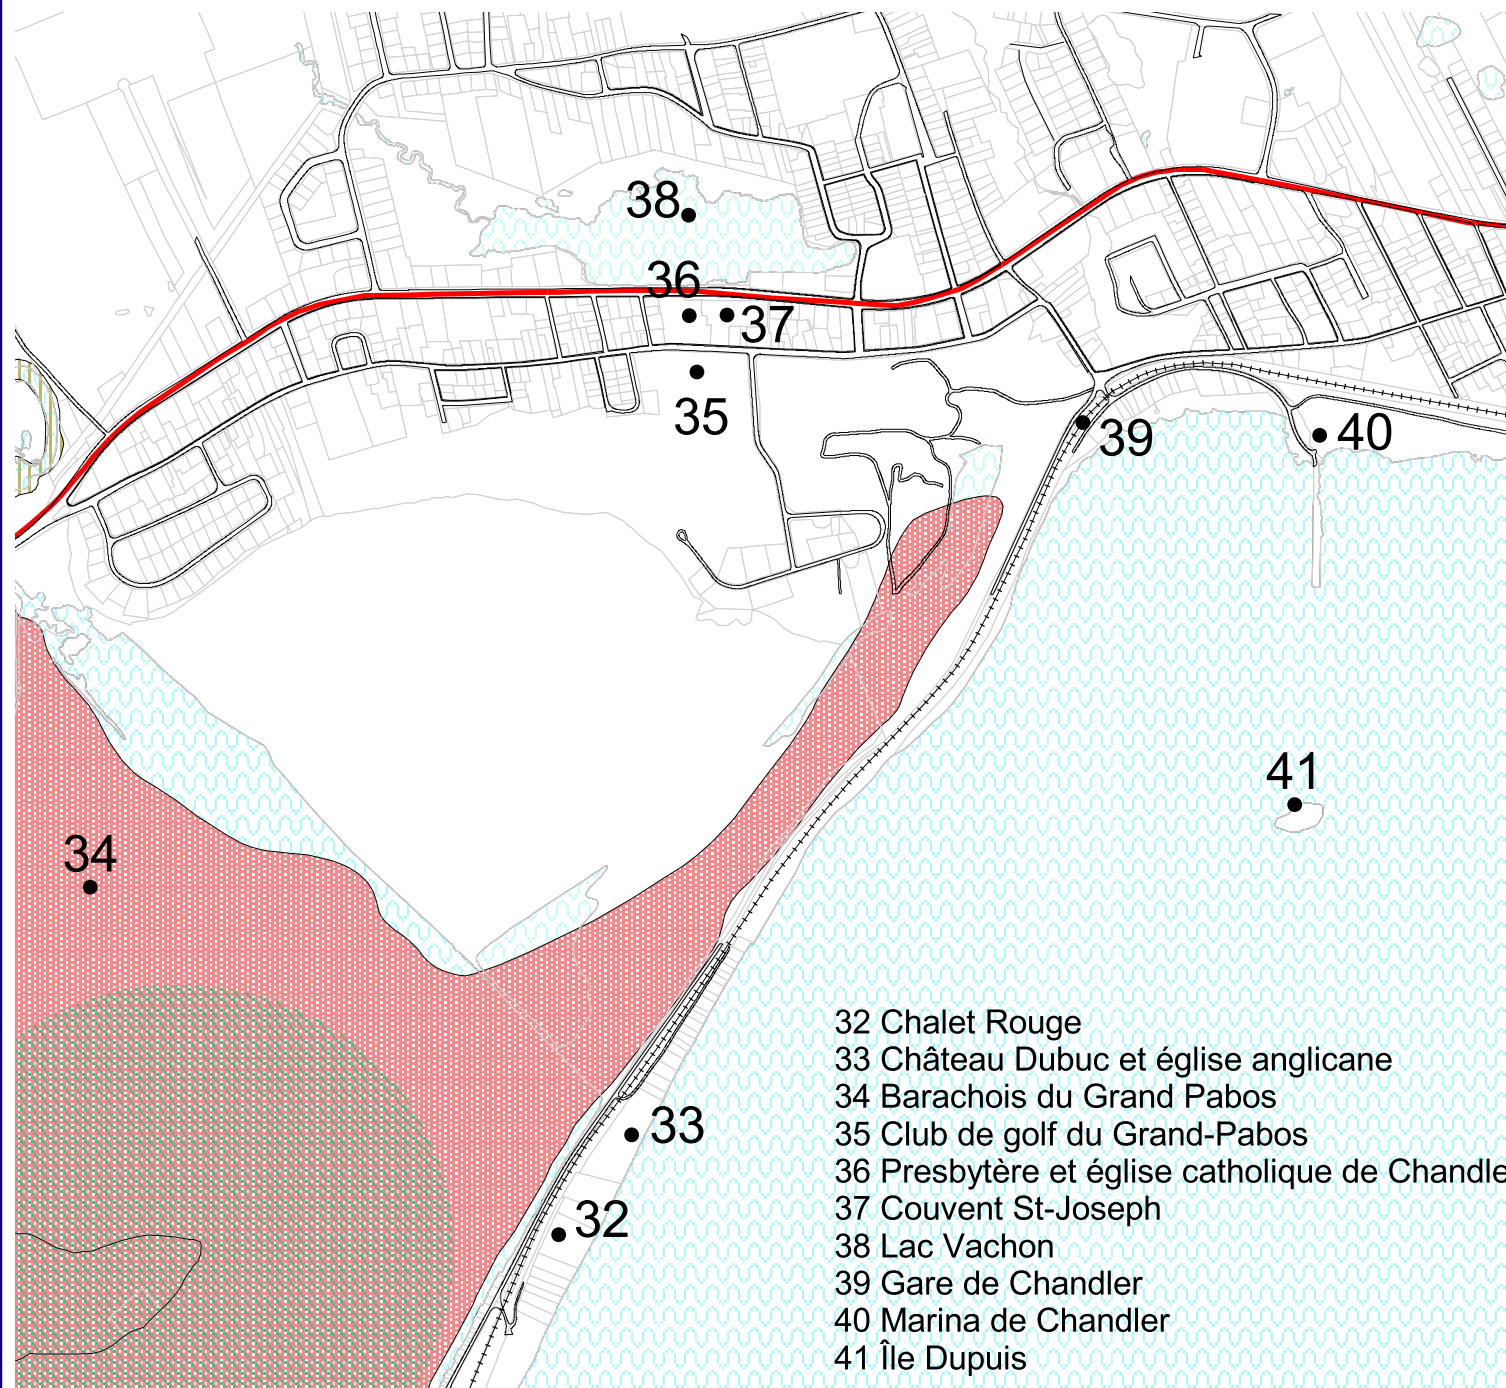 38
36
37
35
39
40
41
34
33
32
32 Chalet Rouge
33 Château Dubuc et église anglicane
34 Barachois du Grand Pabos
35 Club de golf du Grand-Pabos
36 Presbytère et église catholique de Chandle
37 Couvent St-Joseph
38 Lac Vachon
39 Gare de Chandler
40 Marina de Chandler
41 Île Dupuis